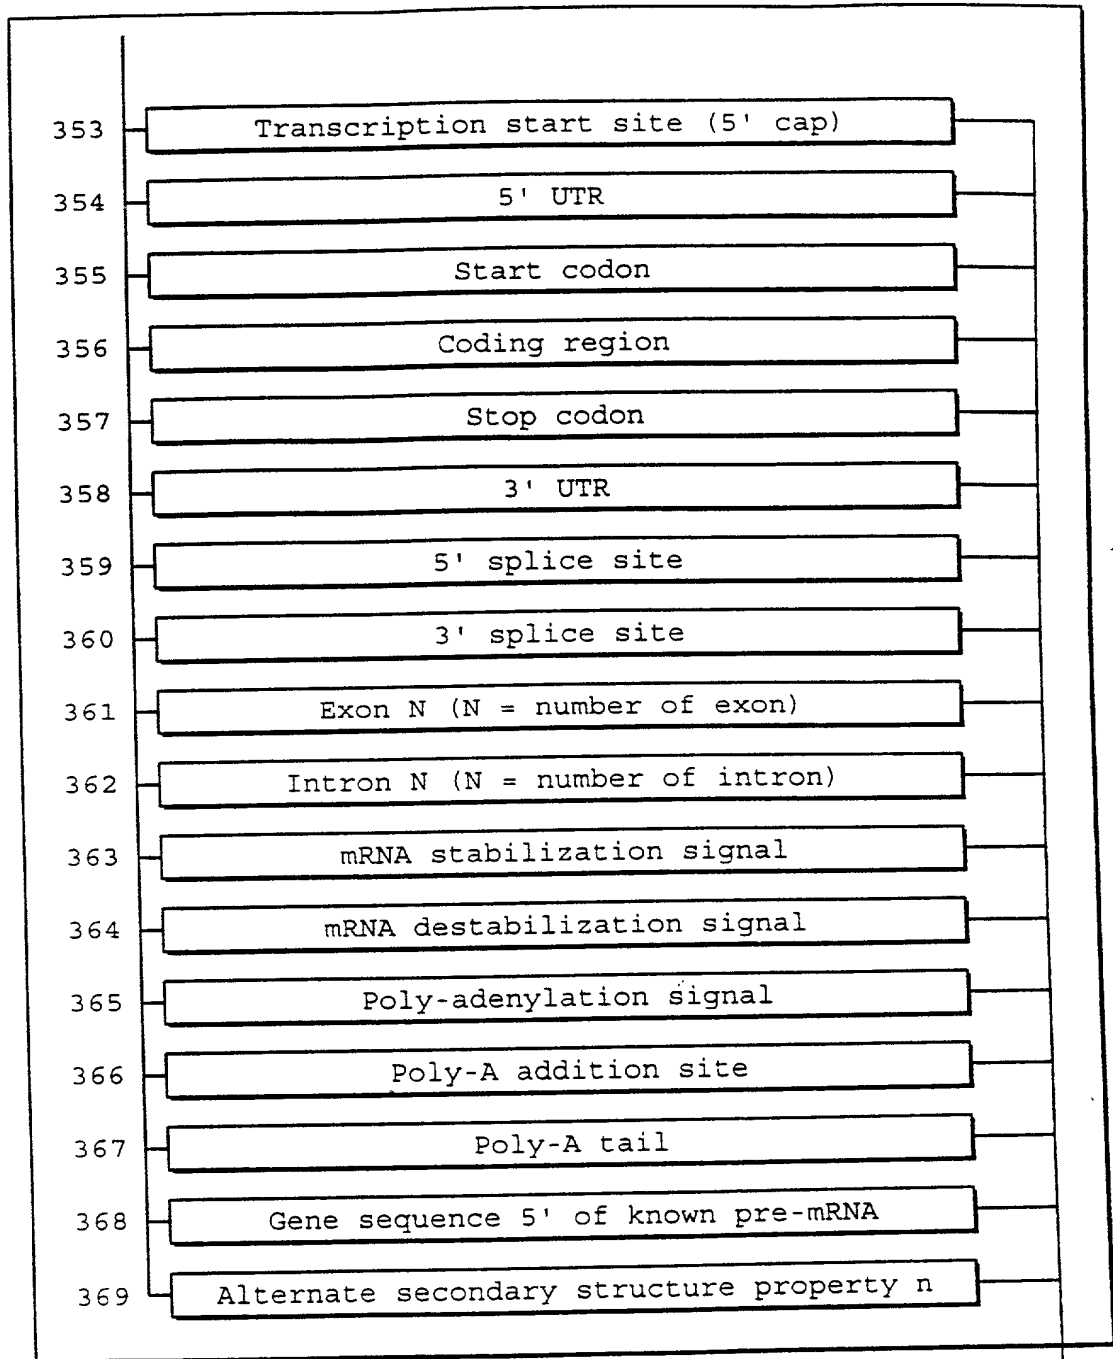 353 Transcription start site (5' cap)
354 5' UTR
355 Start codon
356 Coding region
357 Stop codon
358 3' UTR
359 5' splice site
360 3' splice site
361 Exon N (N = number of exon)
362 Intron N (N = number of intron)
363 mRNA stabilization signal
364 mRNA destabilization signal
365 Poly-adenylation signal
366 Poly-A addition site
367 Poly-A tail
368 Gene sequence 5' of known pre-mRNA
369 Alternate secondary structure property n